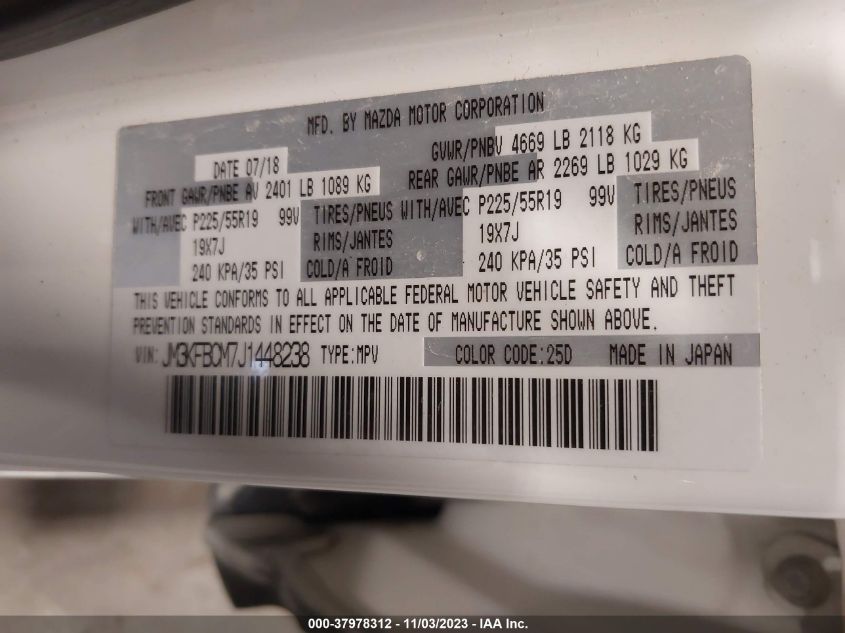 MFD. BY MAZDA MOTOR CORPORATION
DATE 07/18 GVWR/PNBV 4669 LB 2118 KG
FRONT GAWR/PNBE AV 2401 LB 1089 KG REAR GAWR/PNBE AR 2269 LB 1029 KG
WITH/AVEC P225/55R19 99V TIRES/PNEUS WITH/AVEC P225/55R19 99V TIRES/PNEUS
19X7J RIMS/JANTES 19X7J RIMS/JANTES
240 KPA/35 PSI COLD/A FROID 240 KPA/35 PSI COLD/A FROID
THIS VEHICLE CONFORMS TO ALL APPLICABLE FEDERAL MOTOR VEHICLE SAFETY AND THEFT
PREVENTION STANDARDS IN EFFECT ON THE DATE OF MANUFACTURE SHOWN ABOVE.
VIN: JM3KFBCM7J1448238 TYPE:MPV COLOR CODE:25D MADE IN JAPAN
000-37978312 - 11/03/2023 - IAA Inc.